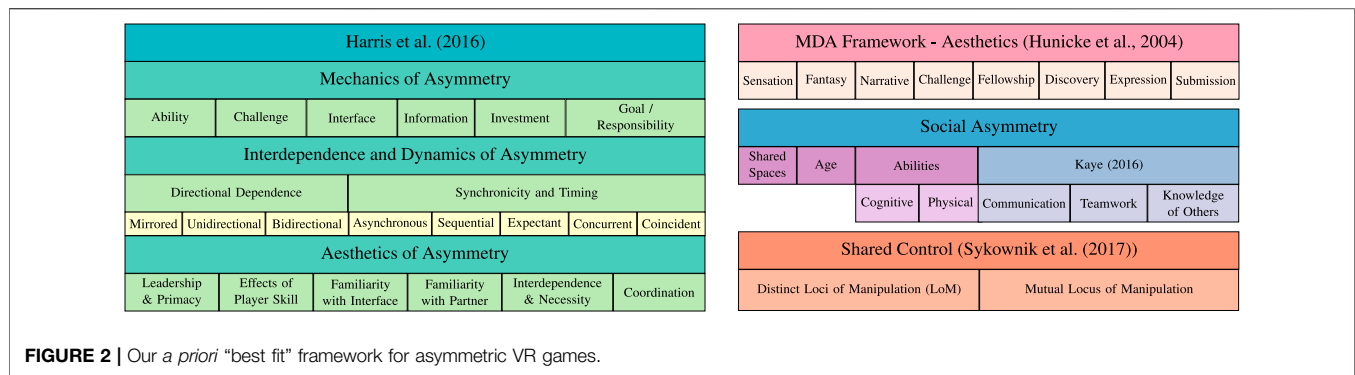 Harris et al. (2016)
Mechanics of Asymmetry
Ability Challenge Interface Information Investment Goal /
Responsibility
Interdependence and Dynamics of Asymmetry
Directional Dependence Synchronicity and Timing
Mirrored Unidirectional Bidirectional Asynchronous Sequential Expectant Concurrent Coincident
Aesthetics of Asymmetry
Leadership
& Primacy
Effects of
Player Skill
Familiarity
with Interface
Familiarity
with Partner
Interdependence
& Necessity
Coordination
MDA Framework - Aesthetics (Hunicke et al., 2004)
Sensation Fantasy Narrative Challenge Fellowship Discovery Expression Submission
Social Asymmetry
Shared
Spaces
Age
Abilities
Kaye (2016)
Cognitive Physical Communication Teamwork Knowledge
of Others
Shared Control (Sykownik et al. (2017))
Distinct Loci of Manipulation (LoM) Mutual Locus of Manipulation
FIGURE 2 | Our a priori “best fit” framework for asymmetric VR games.